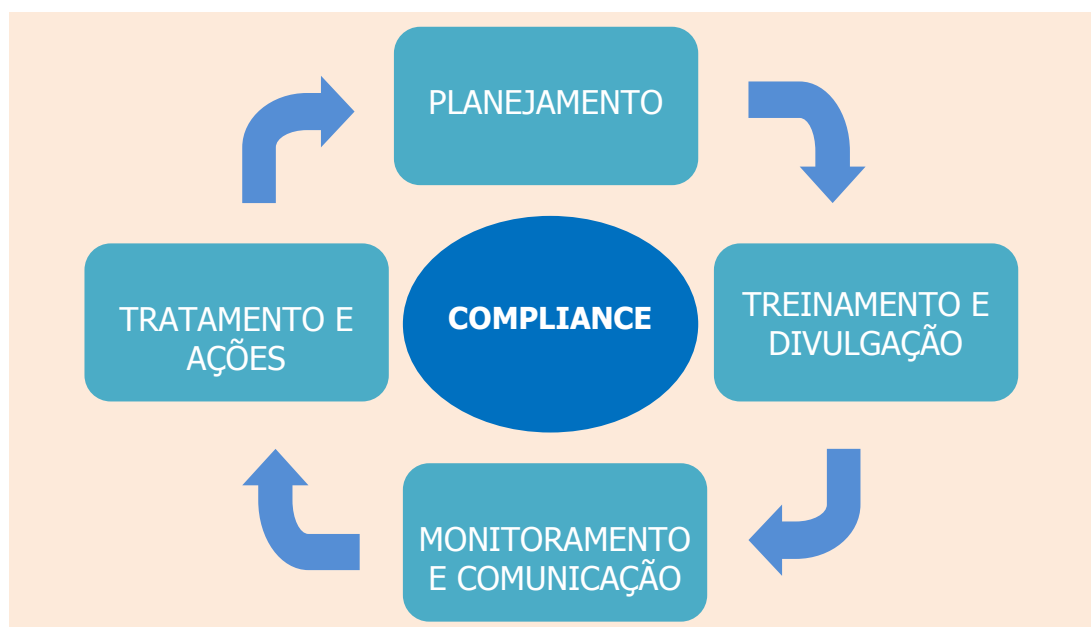 PLANEJAMENTO
COMPLIANCE
TREINAMENTO E
DIVULGAÇÃO
MONITORAMENTO
E COMUNICAÇÃO
TRATAMENTO E
AÇÕES